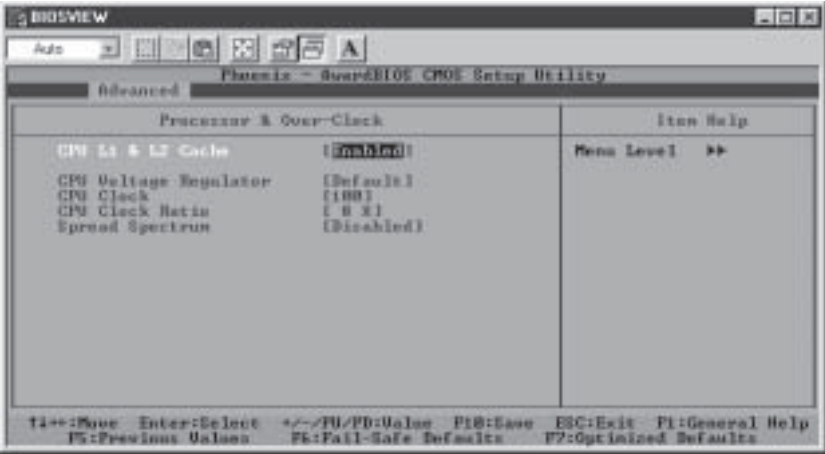 BIOSVIEW
Auto
A
Phoenix - AwardBIOS CMOS Setup Utility
Advanced
Processor & Over-Clock
Item Help
CPU L1 & L2 Cache [Enabled]
Menu Level ▶▶
CPU Voltage Regulator [Default]
CPU Clock [100]
CPU Clock Ratio [ 8 X]
Spread Spectrum [Disabled]
↑↓→←:Move Enter:Select +/-/PU/PD:Value F10:Save ESC:Exit F1:General Help
F5:Previous Values F6:Fail-Safe Defaults F7:Optimized Defaults